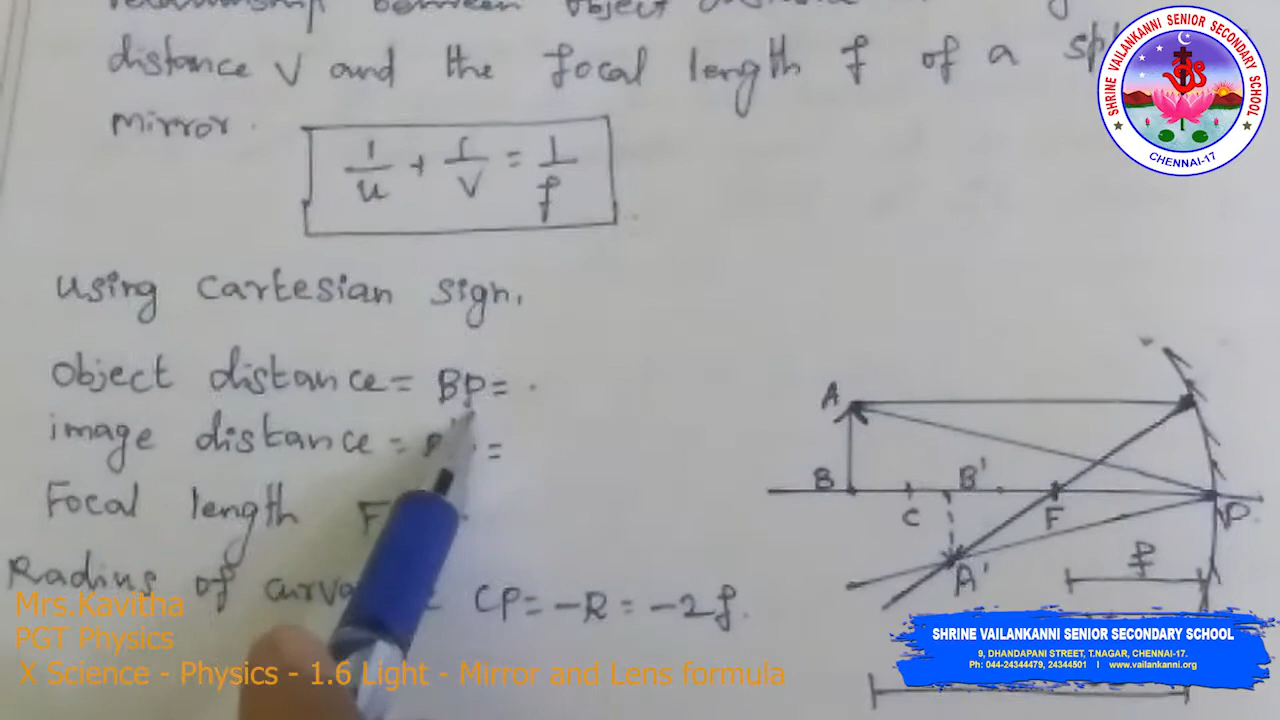 distance V and the focal length f of a
mirror.
1/u + 1/v = 1/f
using cartesian sign,
object distance = BP =
image distance =
Focal length F
Radius of curva CP = -R = -2f.
A
B
C
B'
F
P
A'
f
SHRINE VAILANKANNI SENIOR SECONDARY SCHOOL
CHENNAI-17
Mrs.Kavitha
PGT Physics
X Science - Physics - 1.6 Light - Mirror and Lens formula
SHRINE VAILANKANNI SENIOR SECONDARY SCHOOL
9, DHANDAPANI STREET, T.NAGAR, CHENNAI-17.
Ph: 044-24344479, 24344501 | www.vailankanni.org